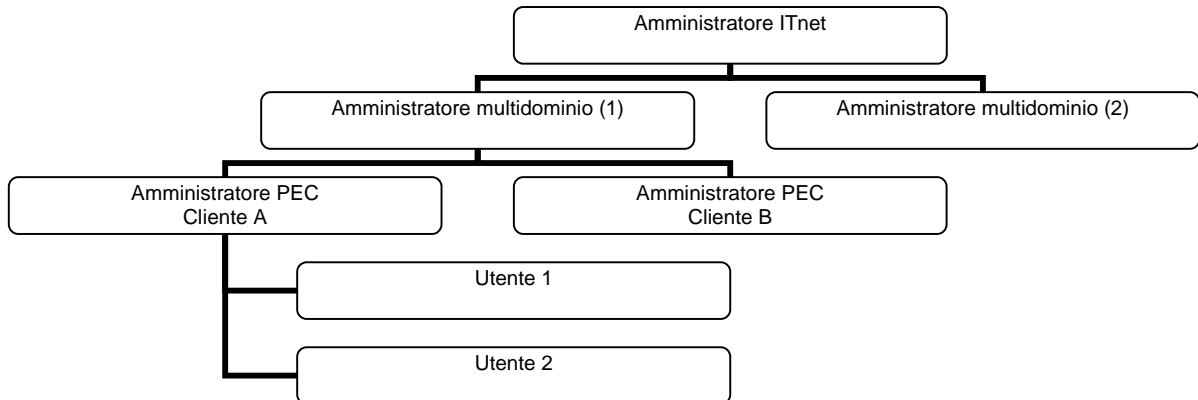 Amministratore ITnet
Amministratore multidominio (1)
Amministratore multidominio (2)
Amministratore PEC
Cliente A
Amministratore PEC
Cliente B
Utente 1
Utente 2